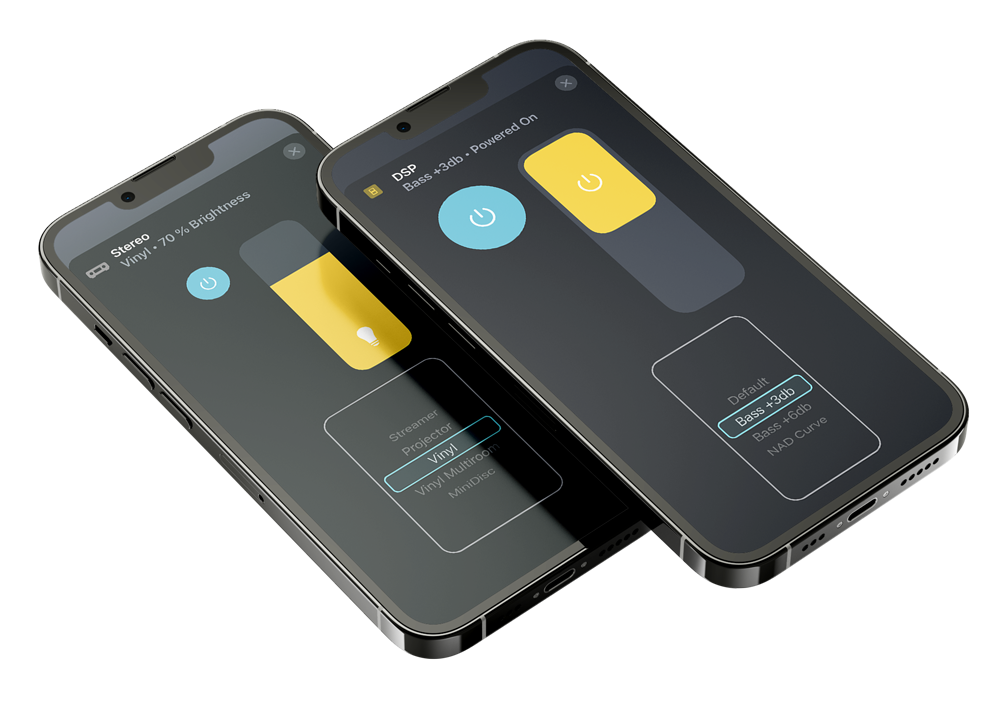 Stereo
Vinyl • 70 % Brightness
Streamer
Projector
Vinyl
Vinyl Multiroom
MiniDisc
DSP
Bass +3db • Powered On
Default
Bass +3db
Bass +6db
NAD Curve